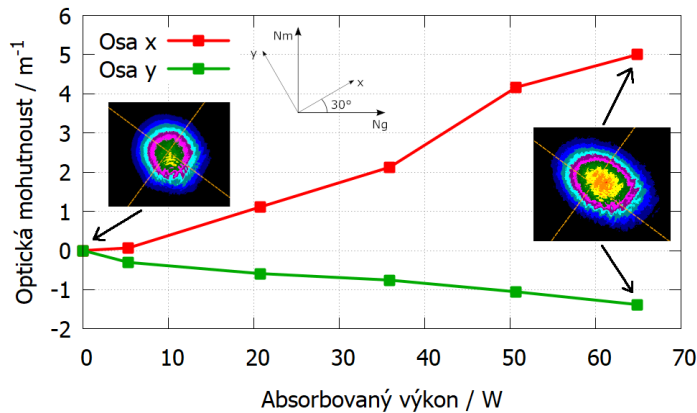 Optická mohutnoust / m⁻¹
6
5
4
3
2
1
0
-1
-2
Osa x
Osa y
Nm
y
x
30°
Ng
0 10 20 30 40 50 60 70
Absorbovaný výkon / W